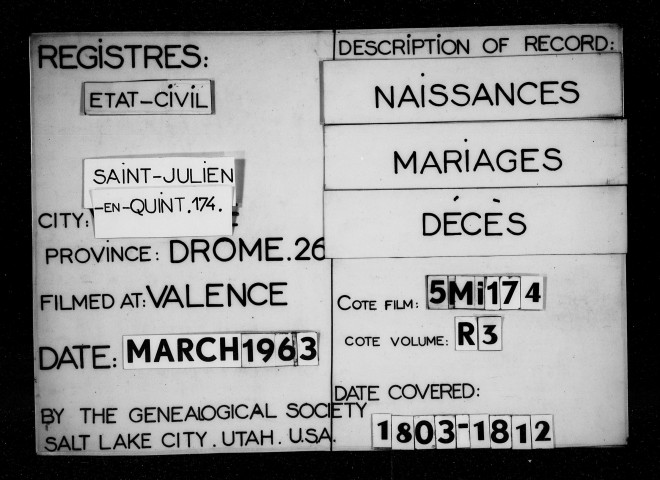 REGISTRES:
ETAT-CIVIL
SAINT-JULIEN
-EN-QUINT.174.
CITY:
PROVINCE: DROME.26
FILMED AT: VALENCE
DATE: MARCH 1963
BY THE GENEALOGICAL SOCIETY
SALT LAKE CITY. UTAH. U.S.A.
DESCRIPTION OF RECORD:
NAISSANCES
MARIAGES
DÉCÈS
COTE FILM: 5Mi174
COTE VOLUME: R3
DATE COVERED:
1803-1812